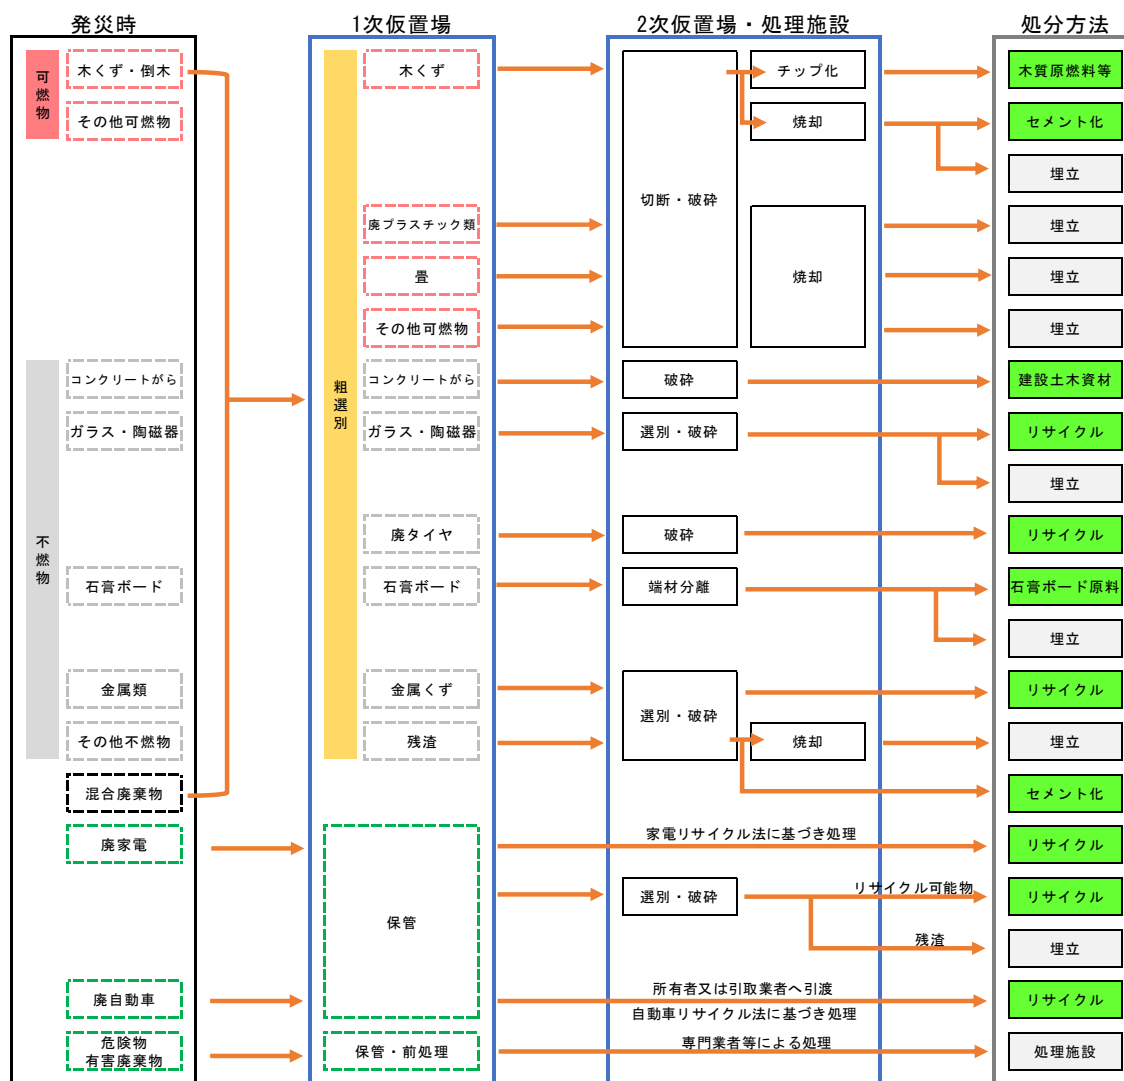 発災時
1次仮置場
2次仮置場・処理施設
処分方法
可燃物
木くず・倒木
木くず
チップ化
木質原燃料等
その他可燃物
焼却
セメント化
埋立
切断・破砕
廃プラスチック類
埋立
畳
焼却
埋立
その他可燃物
埋立
粗選別
不燃物
コンクリートがら
コンクリートがら
破砕
建設土木資材
ガラス・陶磁器
ガラス・陶磁器
選別・破砕
リサイクル
埋立
廃タイヤ
破砕
リサイクル
石膏ボード
石膏ボード
端材分離
石膏ボード原料
埋立
金属類
金属くず
選別・破砕
リサイクル
その他不燃物
残渣
焼却
埋立
混合廃棄物
セメント化
廃家電
保管
家電リサイクル法に基づき処理
リサイクル
選別・破砕
リサイクル可能物
リサイクル
残渣
埋立
廃自動車
所有者又は引取業者へ引渡
自動車リサイクル法に基づき処理
リサイクル
危険物
有害廃棄物
保管・前処理
専門業者等による処理
処理施設